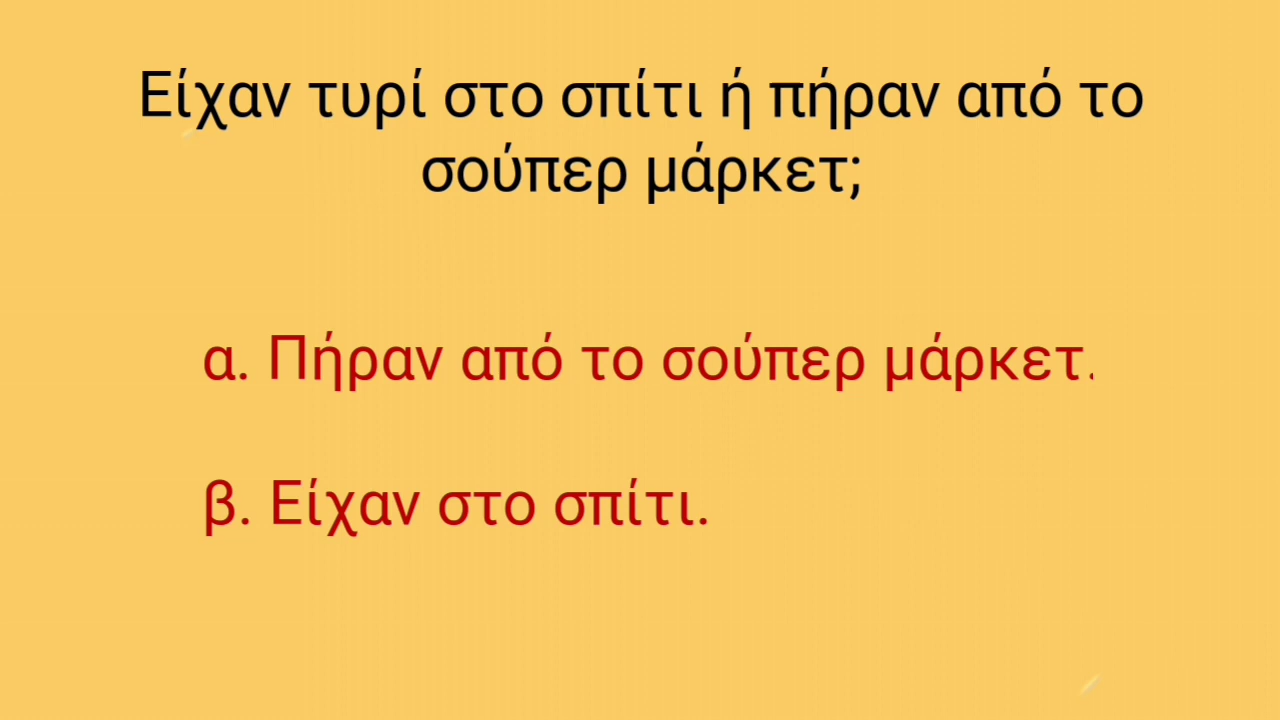 Είχαν τυρί στο σπίτι ή πήραν από το
σούπερ μάρκετ;
α. Πήραν από το σούπερ μάρκετ.
β. Είχαν στο σπίτι.